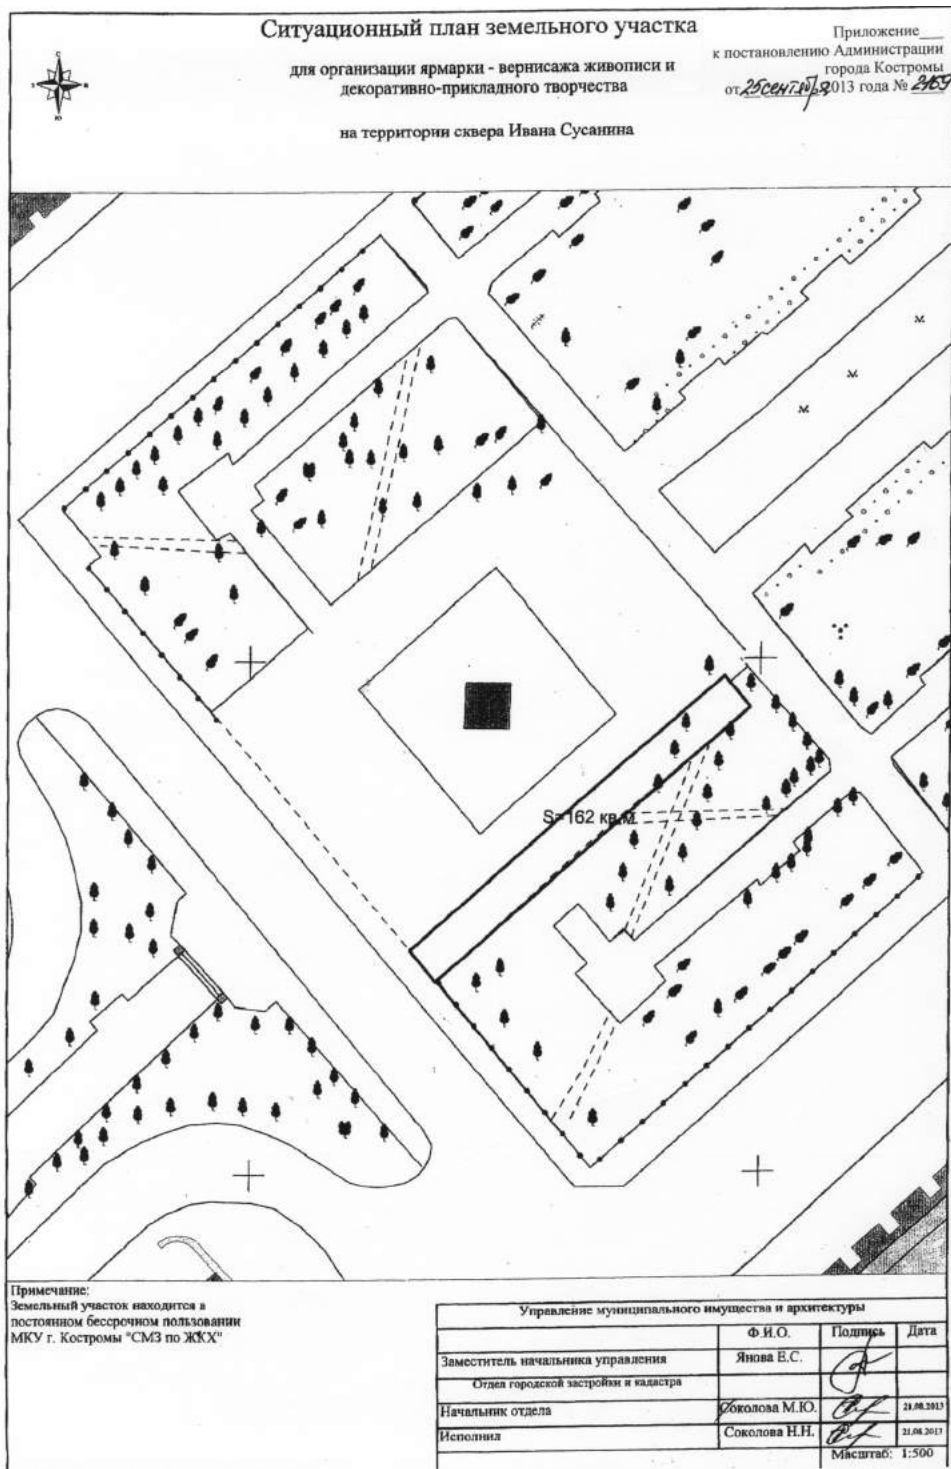 Ситуационный план земельного участка
для организации ярмарки - вернисажа живописи и
декоративно-прикладного творчества
на территории сквера Ивана Сусанина
Приложение___
к постановлению Администрации
города Костромы
от 25 сентября 2013 года №
С
З
В
Ю
S=162 кв.м
Примечание:
Земельный участок находится в
постоянном бессрочном пользовании
МКУ г. Костромы "СМЗ по ЖКХ"
Управление муниципального имущества и архитектуры
Ф.И.О. Подпись Дата
Заместитель начальника управления Янова Е.С.
Отдел городской застройки и кадастра
Начальник отдела Соколова М.Ю. 21.08.2013
Исполнил Соколова Н.Н. 21.08.2013
Масштаб: 1:500